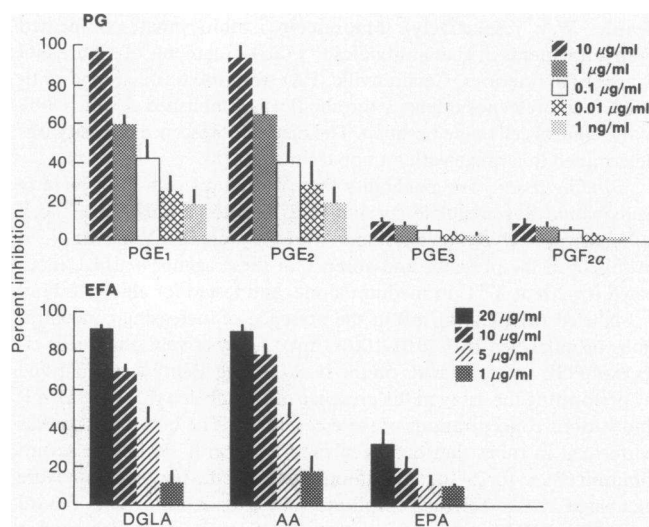 PG
100
80
60
40
20
0
10 µg/ml
1 µg/ml
0.1 µg/ml
0.01 µg/ml
1 ng/ml
PGE₁ PGE₂ PGE₃ PGF₂α
Percent inhibition
EFA
100
80
60
40
20
0
20 µg/ml
10 µg/ml
5 µg/ml
1 µg/ml
DGLA AA EPA